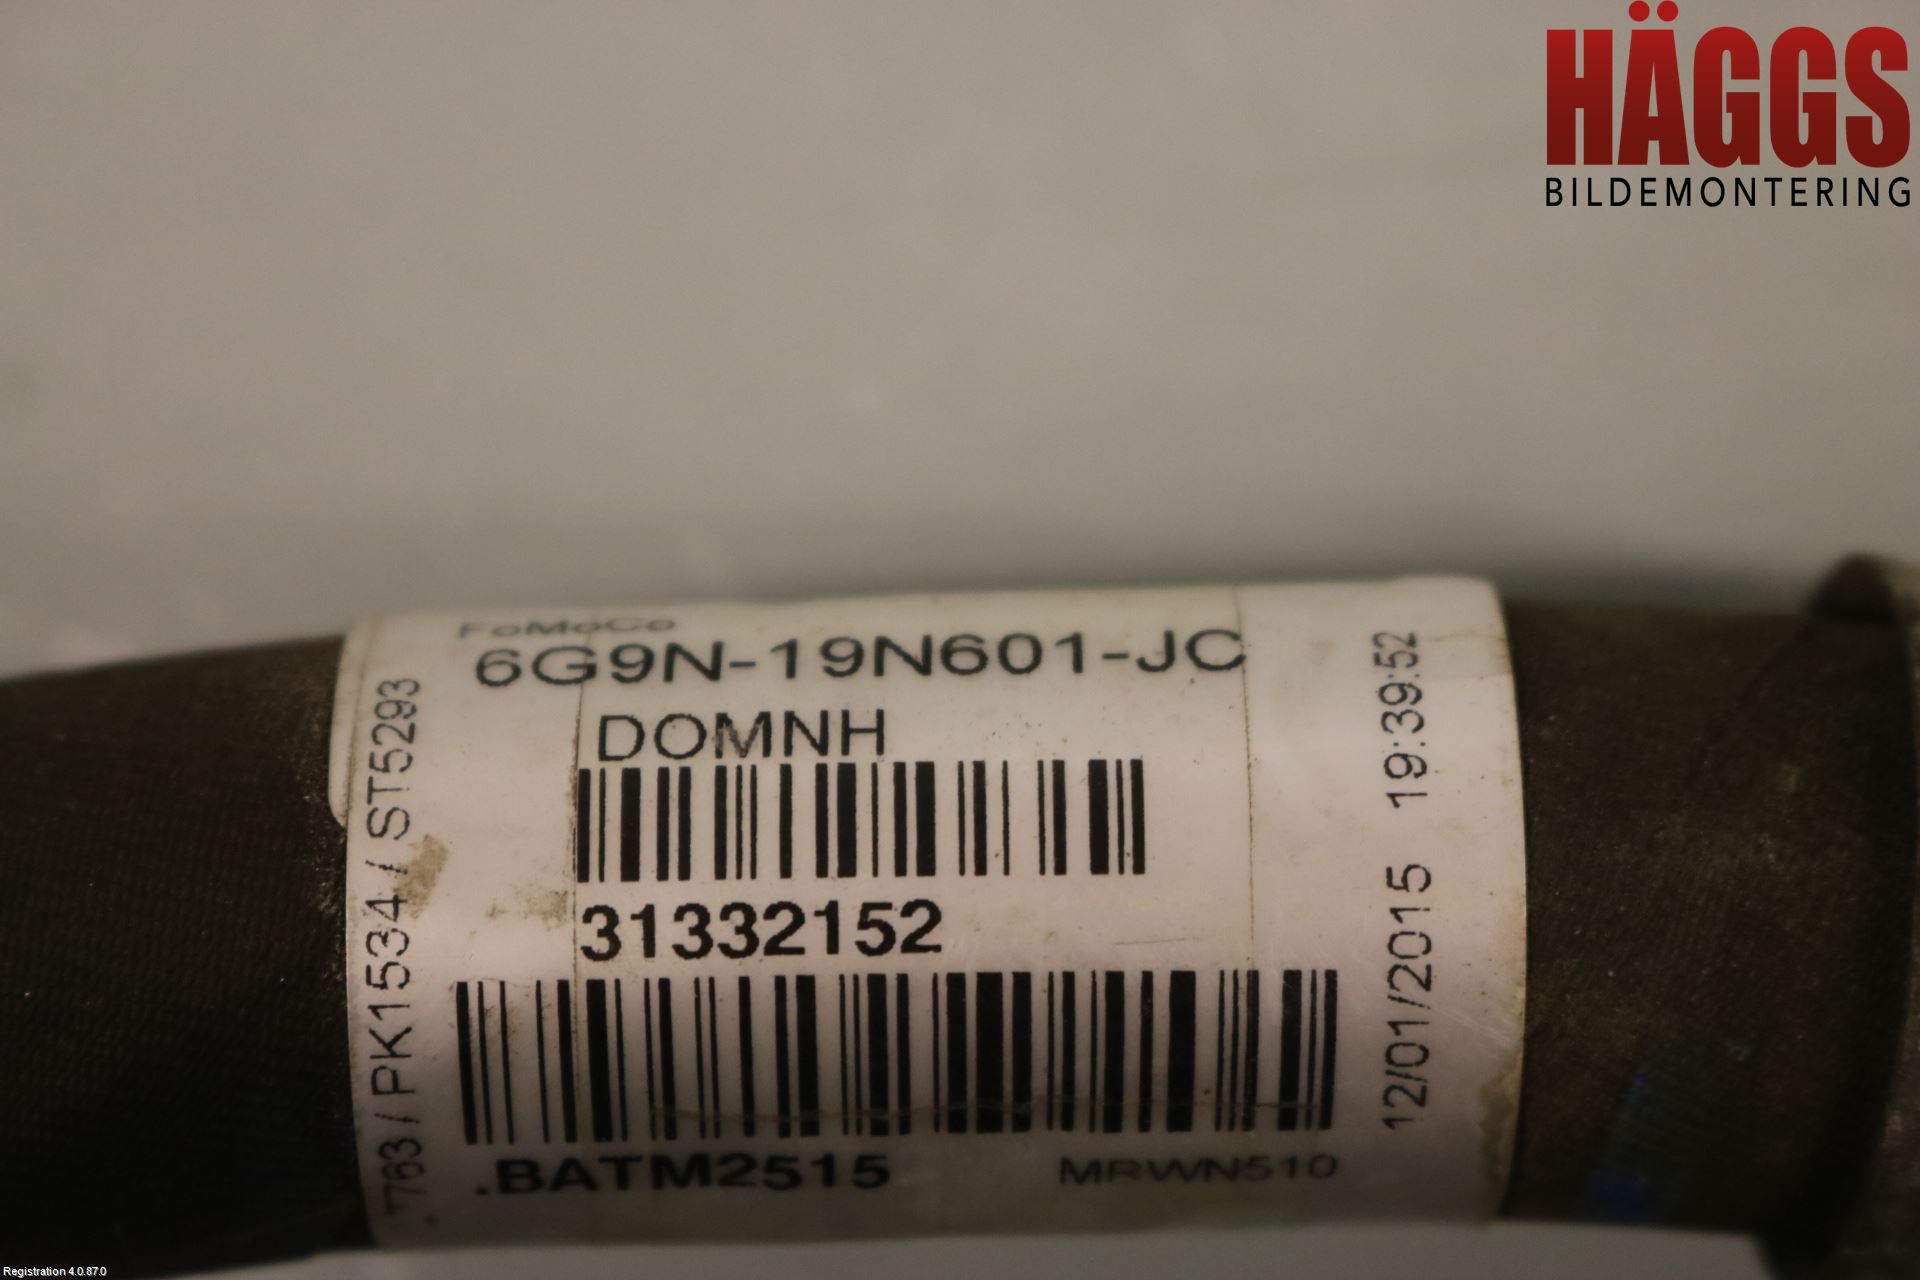 HÄGGS
BILDEMONTERING
FoMoCo
6G9N-19N601-JC
DOMNH
31332152
.BATM2515 MRWN510
7763 / PK1534 / ST5293
12/01/2015 19:39:52
Registration 4.0.87.0